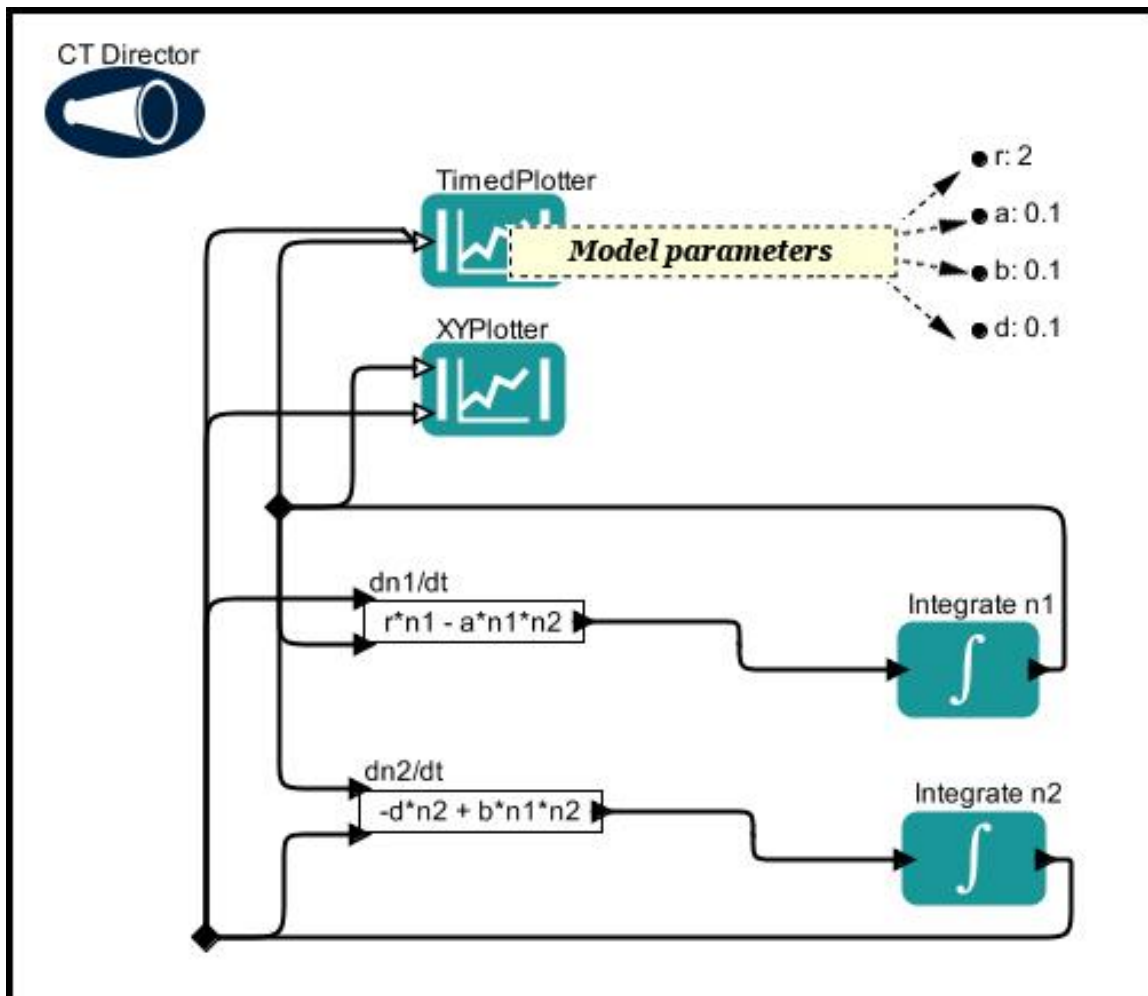 CT Director
TimedPlotter
Model parameters
r: 2
a: 0.1
b: 0.1
d: 0.1
XYPlotter
dn1/dt
r*n1 - a*n1*n2
Integrate n1
dn2/dt
-d*n2 + b*n1*n2
Integrate n2